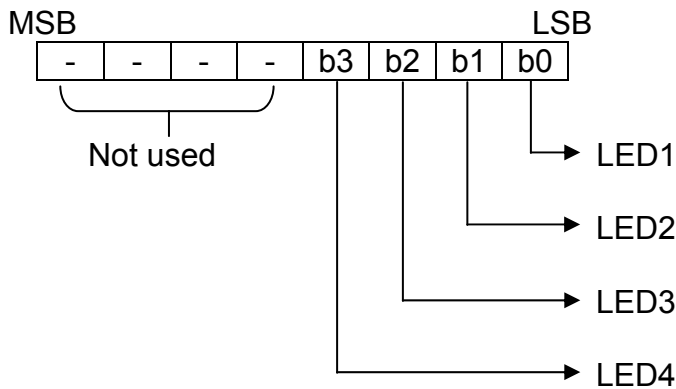 MSB LSB
- - - - b3 b2 b1 b0
Not used
LED1
LED2
LED3
LED4